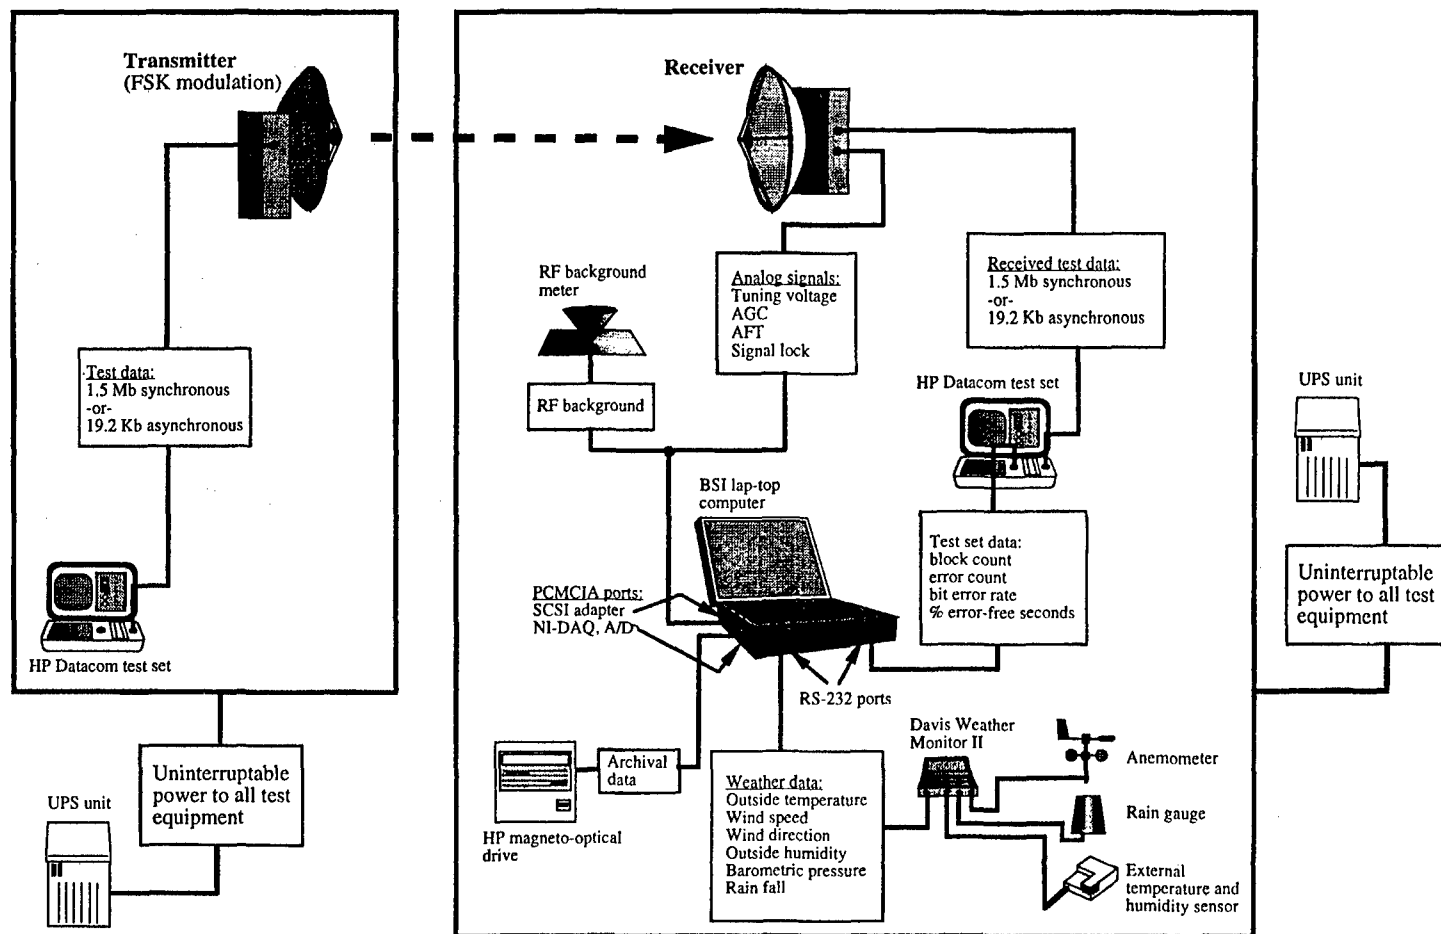 Transmitter
(FSK modulation)
Test data:
1.5 Mb synchronous
-or-
19.2 Kb asynchronous
HP Datacom test set
UPS unit
Uninterruptable
power to all test
equipment
Receiver
RF background
meter
RF background
Analog signals:
Tuning voltage
AGC
AFT
Signal lock
Received test data:
1.5 Mb synchronous
-or-
19.2 Kb asynchronous
HP Datacom test set
BSI lap-top
computer
PCMCIA ports:
SCSI adapter
NI-DAQ, A/D
Test set data:
block count
error count
bit error rate
% error-free seconds
RS-232 ports
HP magneto-optical
drive
Archival
data
Weather data:
Outside temperature
Wind speed
Wind direction
Outside humidity
Barometric pressure
Rain fall
Davis Weather
Monitor II
Anemometer
Rain gauge
External
temperature and
humidity sensor
UPS unit
Uninterruptable
power to all test
equipment